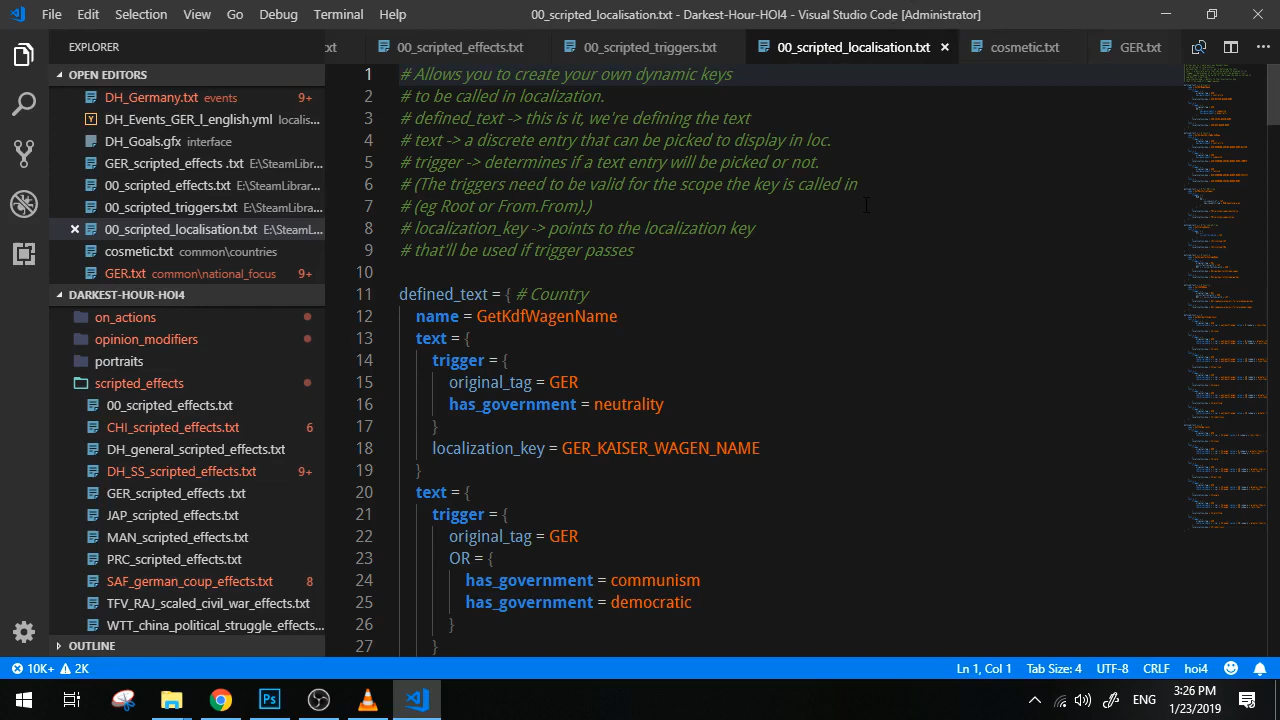 File Edit Selection View Go Debug Terminal Help 00_scripted_localisation.txt - Darkest-Hour-HOI4 - Visual Studio Code [Administrator]
EXPLORER
xt 00_scripted_effects.txt 00_scripted_triggers.txt 00_scripted_localisation.txt × cosmetic.txt GER.txt
OPEN EDITORS
DH_Germany.txt events 9+
DH_Events_GER_l_english.yml localis...
DH_Goals.gfx interface
GER_scripted_effects .txt E:\SteamLibr...
00_scripted_effects.txt E:\SteamLibrar...
00_scripted_triggers.txt E:\SteamLibra...
× 00_scripted_localisation.txt E:\SteamL...
cosmetic.txt common\countries
GER.txt common\national_focus 9+
DARKEST-HOUR-HOI4
on_actions
opinion_modifiers
portraits
scripted_effects
00_scripted_effects.txt
CHI_scripted_effects.txt 6
DH_general_scripted_effects.txt
DH_SS_scripted_effects.txt 9+
GER_scripted_effects .txt
JAP_scripted_effects.txt
MAN_scripted_effects.txt
PRC_scripted_effects.txt
SAF_german_coup_effects.txt 8
TFV_RAJ_scaled_civil_war_effects.txt
WTT_china_political_struggle_effects...
OUTLINE
1 # Allows you to create your own dynamic keys
2 # to be called in localization.
3 # defined_text -> this is it, we're defining the text
4 # text -> a discrete entry that can be picked to display in loc.
5 # trigger -> determines if a text entry will be picked or not.
6 # (The triggers need to be valid for the scope the key is called in
7 # (eg Root or From.From).)
8 # localization_key -> points to the localization key
9 # that'll be used if trigger passes
10
11 defined_text = { # Country
12 name = GetKdfWagenName
13 text = {
14 trigger = {
15 original_tag = GER
16 has_government = neutrality
17 }
18 localization_key = GER_KAISER_WAGEN_NAME
19 }
20 text = {
21 trigger = {
22 original_tag = GER
23 OR = {
24 has_government = communism
25 has_government = democratic
26 }
27 }
10K+ 2K Ln 1, Col 1 Tab Size: 4 UTF-8 CRLF hoi4
Ps ENG 3:26 PM
1/23/2019